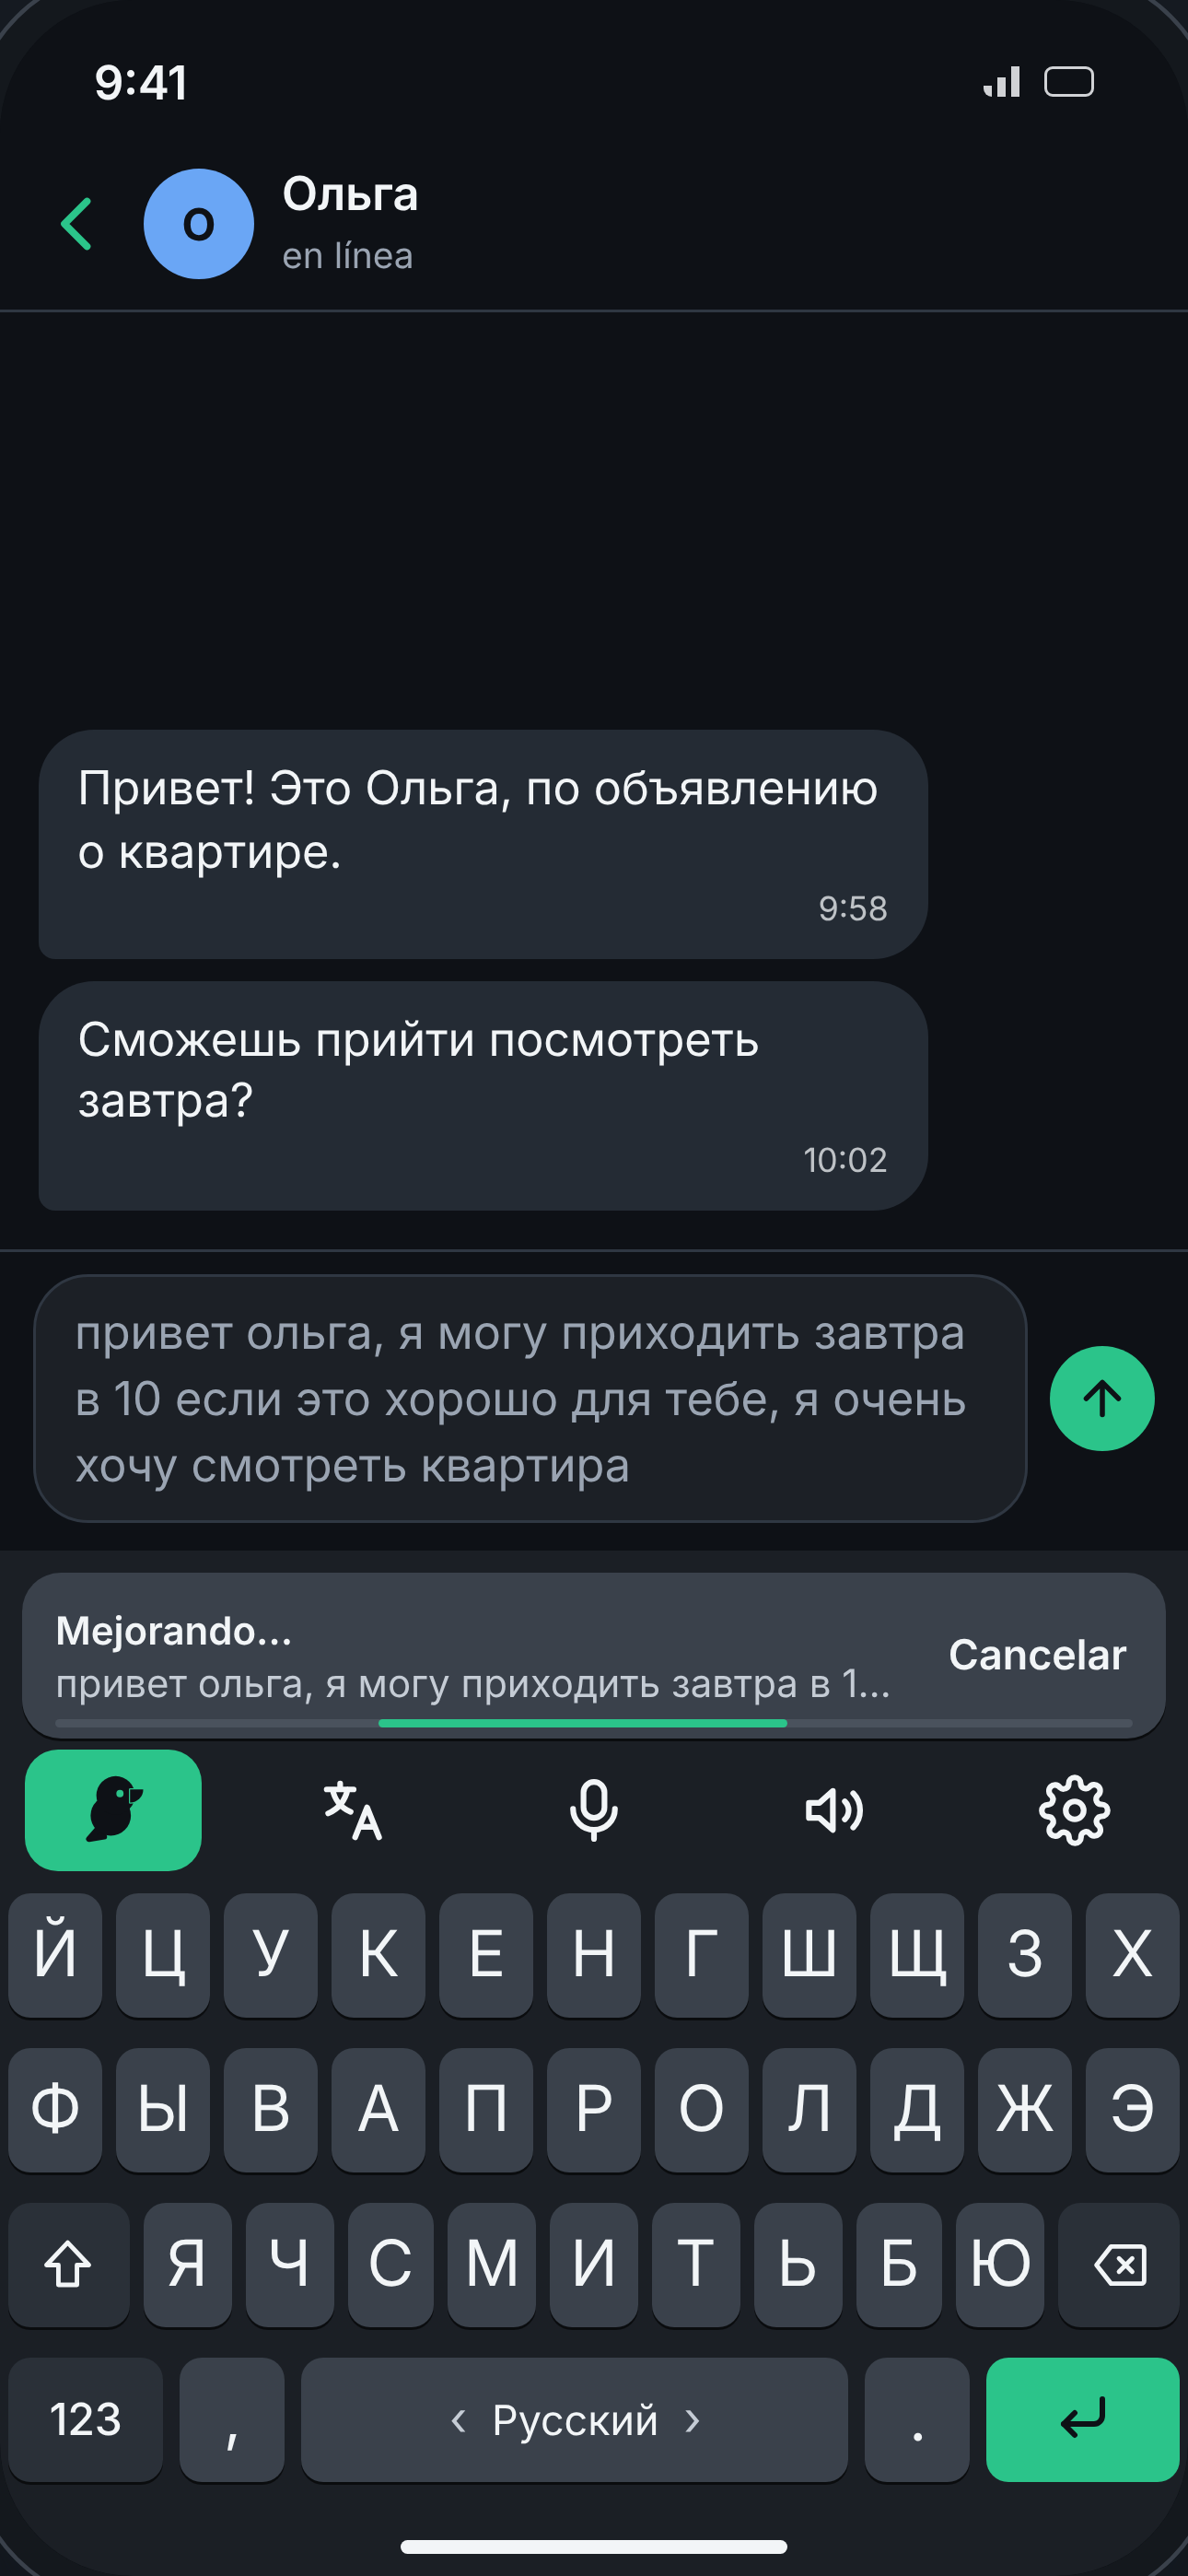 9:41
О
Ольга
en línea
Привет! Это Ольга, по объявлению
о квартире.
9:58
Сможешь прийти посмотреть
завтра?
10:02
привет ольга, я могу приходить завтра
в 10 если это хорошо для тебе, я очень
хочу смотреть квартира
Mejorando...
привет ольга, я могу приходить завтра в 1...
Cancelar
Й Ц У К Е Н Г Ш Щ З Х
Ф Ы В А П Р О Л Д Ж Э
Я Ч С М И Т Ь Б Ю
123 , ‹ Русский › .